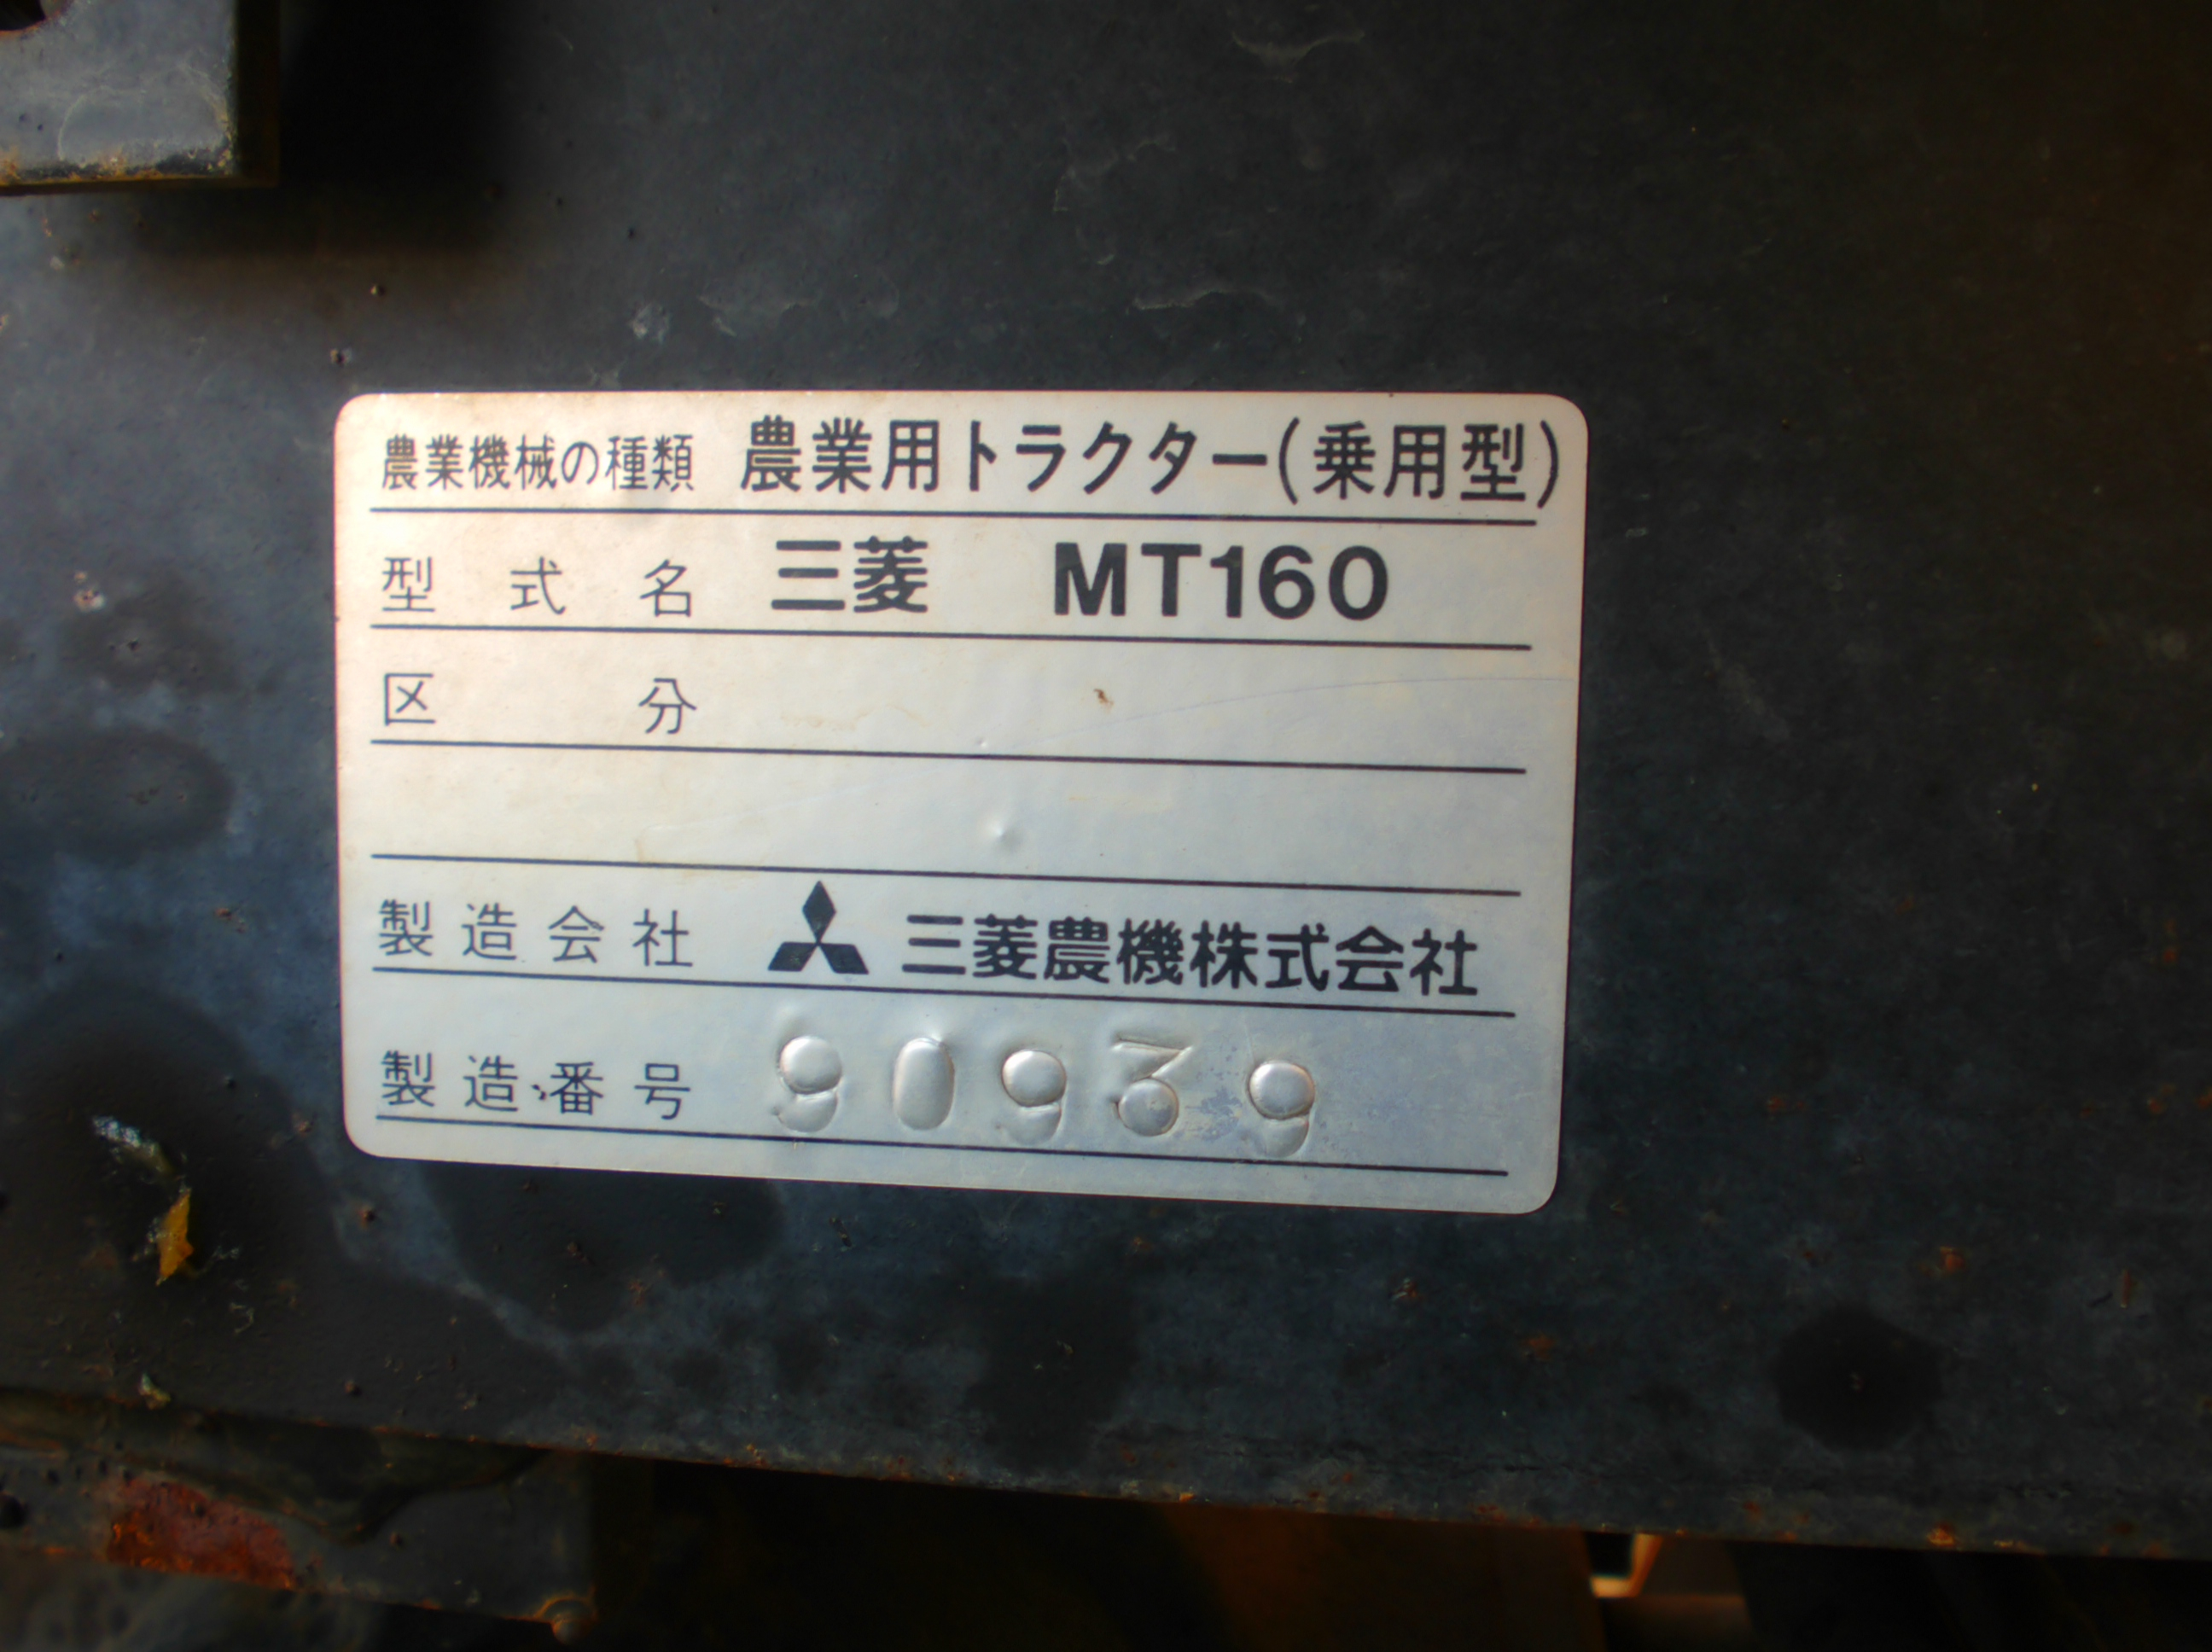 農業機械の種類 農業用トラクター(乗用型)
型式名 三菱 MT160
区分
製造会社 三菱農機株式会社
製造番号 90939